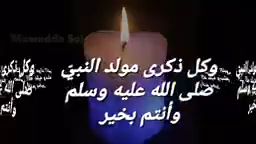 وكل ذكرى مولد النبي
صلى الله عليه وسلم
وأنتم بخير